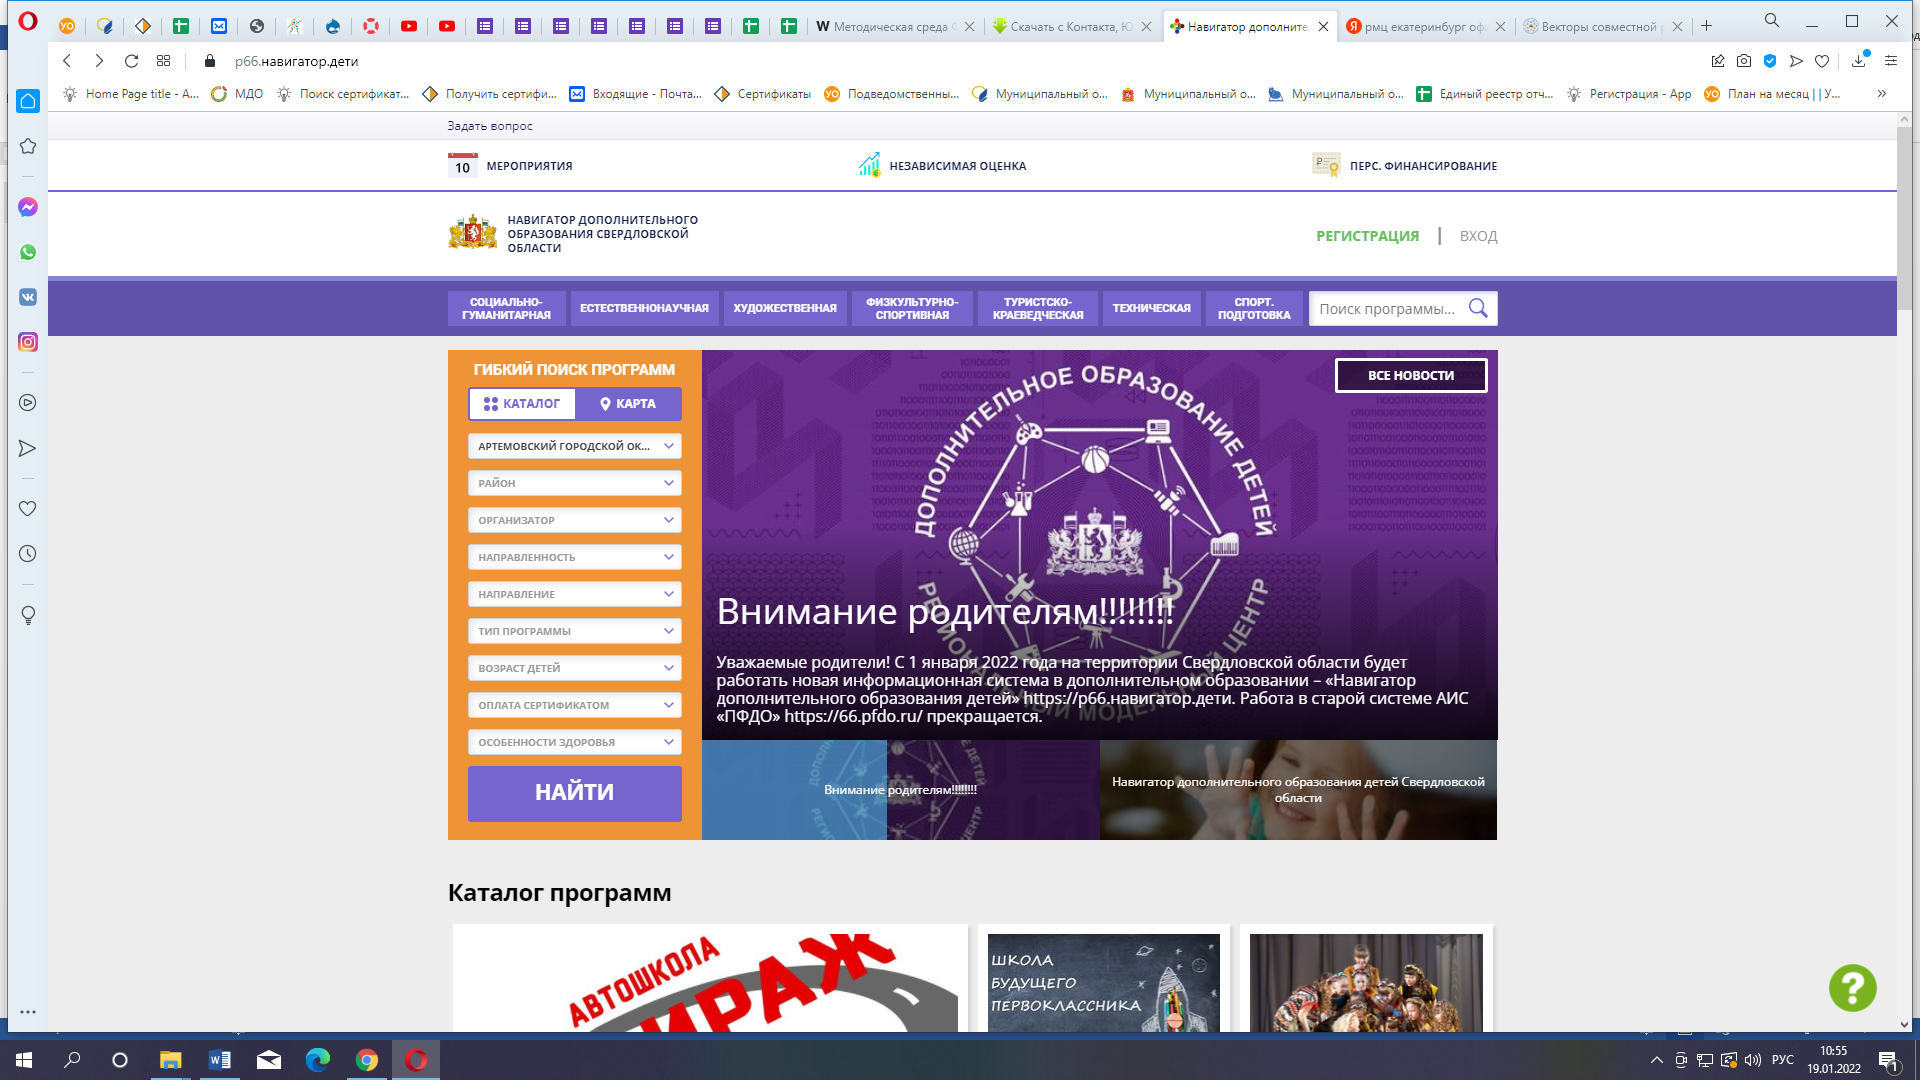 Методическая среда
Скачать с Контакта, Ю
Навигатор дополните
рмц екатеринбург оф
Векторы совместной
р66.навигатор.дети
Home Page title - A...
МДО
Поиск сертификат...
Получить сертифи...
Входящие - Почта...
Сертификаты
Подведомственны...
Муниципальный о...
Муниципальный о...
Муниципальный о...
Единый реестр отч...
Регистрация - App
План на месяц | | У...
»
Задать вопрос
10 МЕРОПРИЯТИЯ
НЕЗАВИСИМАЯ ОЦЕНКА
ПЕРС. ФИНАНСИРОВАНИЕ
НАВИГАТОР ДОПОЛНИТЕЛЬНОГО
ОБРАЗОВАНИЯ СВЕРДЛОВСКОЙ
ОБЛАСТИ
РЕГИСТРАЦИЯ | ВХОД
СОЦИАЛЬНО-
ГУМАНИТАРНАЯ
ЕСТЕСТВЕННОНАУЧНАЯ
ХУДОЖЕСТВЕННАЯ
ФИЗКУЛЬТУРНО-
СПОРТИВНАЯ
ТУРИСТСКО-
КРАЕВЕДЧЕСКАЯ
ТЕХНИЧЕСКАЯ
СПОРТ.
ПОДГОТОВКА
Поиск программы...
ГИБКИЙ ПОИСК ПРОГРАММ
КАТАЛОГ
КАРТА
АРТЕМОВСКИЙ ГОРОДСКОЙ ОК...
РАЙОН
ОРГАНИЗАТОР
НАПРАВЛЕННОСТЬ
НАПРАВЛЕНИЕ
ТИП ПРОГРАММЫ
ВОЗРАСТ ДЕТЕЙ
ОПЛАТА СЕРТИФИКАТОМ
ОСОБЕННОСТИ ЗДОРОВЬЯ
НАЙТИ
ВСЕ НОВОСТИ
ДОПОЛНИТЕЛЬНОЕ ОБРАЗОВАНИЕ ДЕТЕЙ
РЕГИОНАЛЬНЫЙ МОДЕЛЬНЫЙ ЦЕНТР
Внимание родителям!!!!!!!!
Уважаемые родители! С 1 января 2022 года на территории Свердловской области будет
работать новая информационная система в дополнительном образовании – «Навигатор
дополнительного образования детей» https://р66.навигатор.дети. Работа в старой системе АИС
«ПФДО» https://66.pfdo.ru/ прекращается.
Внимание родителям!!!!!!!!
Навигатор дополнительного образования детей Свердловской
области
Каталог программ
АВТОШКОЛА
ИРАЖ
ШКОЛА
БУДУЩЕГО
ПЕРВОКЛАССНИКА
?
РУС
10:55
19.01.2022
1